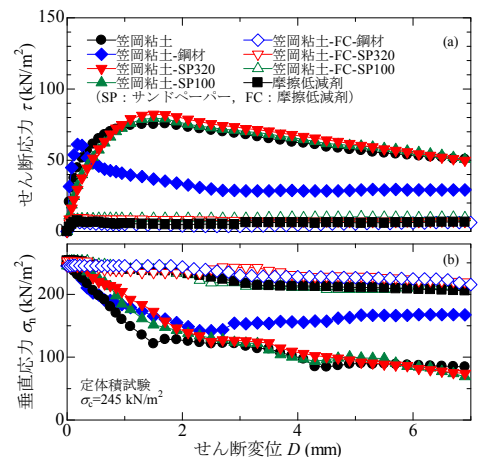 150
笠岡粘土 笠岡粘土-FC-鋼材
笠岡粘土-鋼材 笠岡粘土-FC-SP320
笠岡粘土-SP320 笠岡粘土-FC-SP100
笠岡粘土-SP100 摩擦低減剤
(SP:サンドペーパー,FC:摩擦低減剤)
(a)
せん断応力 τ (kN/m²)
100
50
0
(b)
垂直応力 σn (kN/m²)
200
100
0
定体積試験
σc=245 kN/m²
0 2 4 6
せん断変位 D (mm)